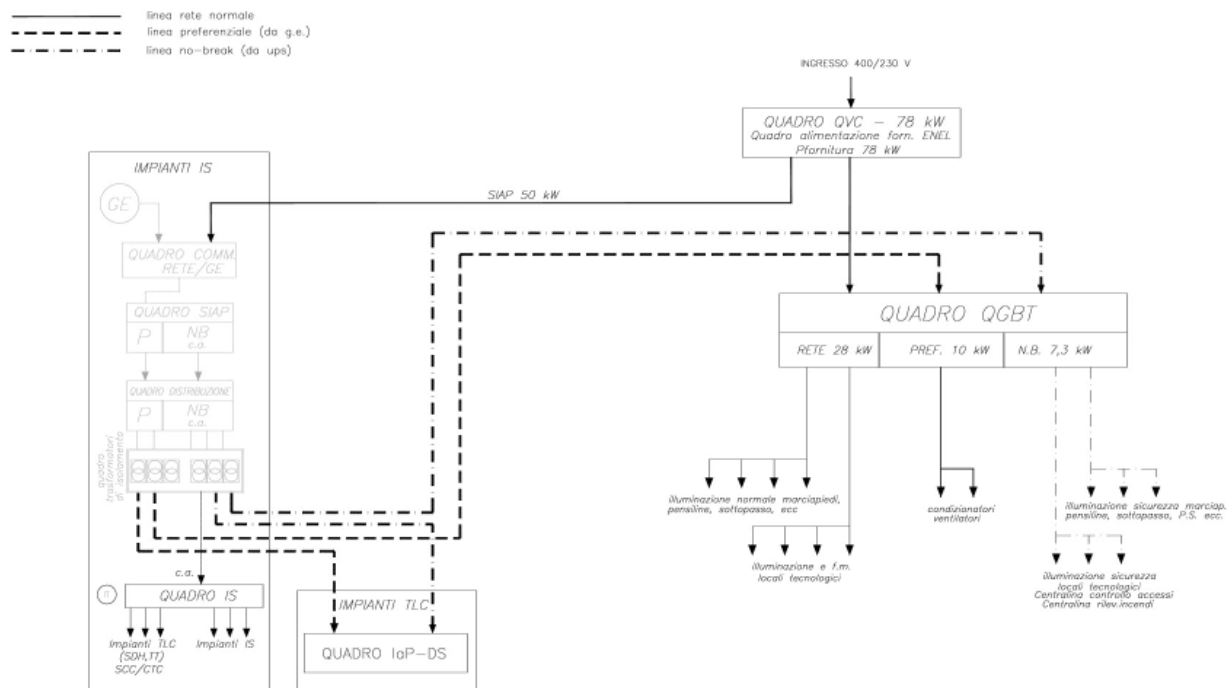 linea rete normale
linea preferenziale (da g.e.)
linea no-break (da ups)
INGRESSO 400/230 V
QUADRO QVC - 78 kW
Quadro alimentazione forn. ENEL
Pfornitura 78 kW
IMPIANTI IS
GE
SIAP 50 kW
QUADRO COMM.
RETE/GE
QUADRO SIAP
P
NB
c.a.
QUADRO DISTRIBUZIONE
P
NB
c.a.
quadro
trasformatori
di isolamento
QUADRO QGBT
RETE 28 kW
PREF. 10 kW
N.B. 7,3 kW
illuminazione normale marciapiedi,
pensiline, sottopasso, ecc
condizionatori
ventilatori
illuminazione sicurezza marciap.
pensiline, sottopasso, P.S. ecc.
illuminazione e f.m.
locali tecnologici
illuminazione sicurezza
locali tecnologici
Centralina controllo accessi
Centralina rilev.incendi
c.a.
QUADRO IS
Impianti TLC
(SDH,TT)
SCC/CTC
Impianti IS
IMPIANTI TLC
QUADRO IaP-DS